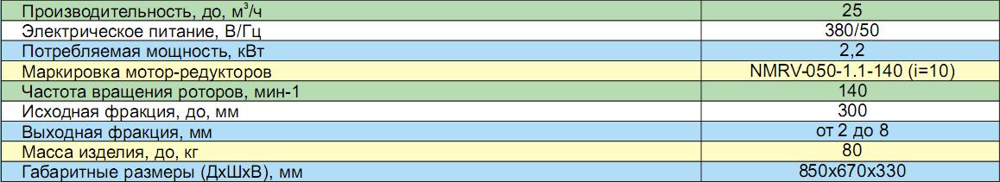 Производительность, до, м³/ч 25
Электрическое питание, В/Гц 380/50
Потребляемая мощность, кВт 2,2
Маркировка мотор-редукторов NMRV-050-1.1-140 (i=10)
Частота вращения роторов, мин-1 140
Исходная фракция, до, мм 300
Выходная фракция, мм от 2 до 8
Масса изделия, до, кг 80
Габаритные размеры (ДхШхВ), мм 850х670х330